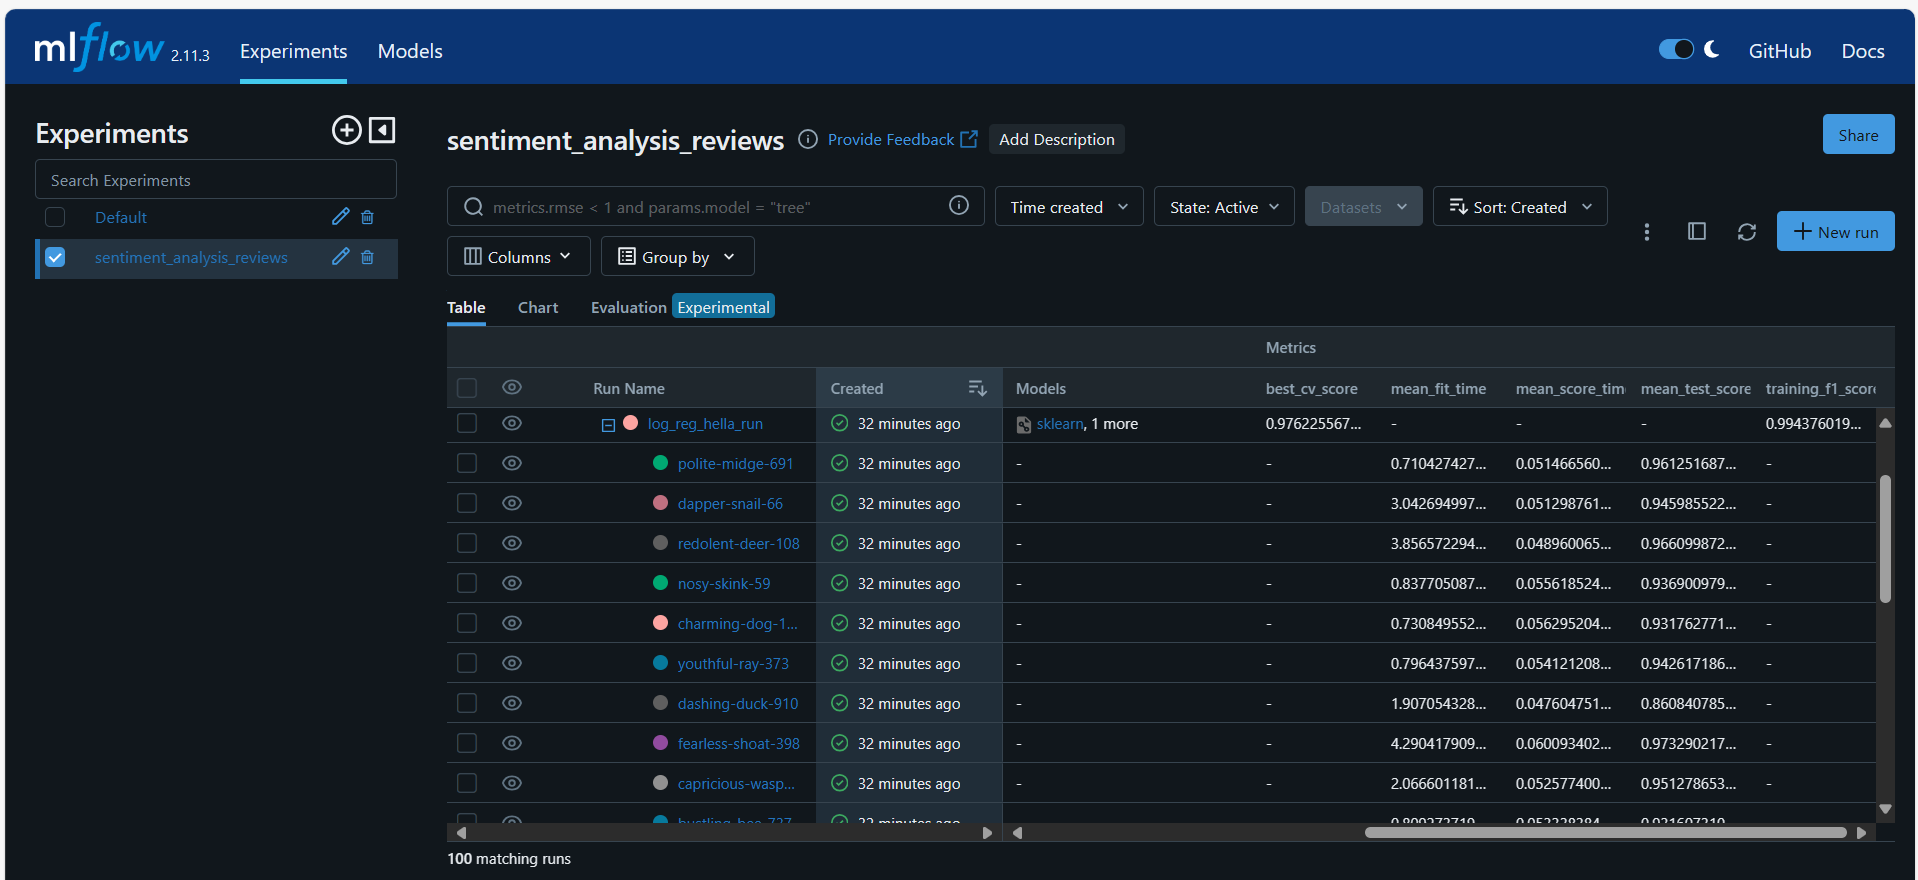 mlflow 2.11.3 Experiments Models GitHub Docs
Experiments
Search Experiments
Default
sentiment_analysis_reviews
sentiment_analysis_reviews Provide Feedback Add Description Share
metrics.rmse < 1 and params.model = "tree" Time created State: Active Datasets Sort: Created
New run
Columns Group by
Table Chart Evaluation Experimental
Metrics
Run Name Created Models best_cv_score mean_fit_time mean_score_tim mean_test_score training_f1_score
log_reg_hella_run 32 minutes ago sklearn, 1 more 0.976225567... - - - 0.994376019...
polite-midge-691 32 minutes ago - - 0.710427427... 0.051466560... 0.961251687... -
dapper-snail-66 32 minutes ago - - 3.042694997... 0.051298761... 0.945985522... -
redolent-deer-108 32 minutes ago - - 3.856572294... 0.048960065... 0.966099872... -
nosy-skink-59 32 minutes ago - - 0.837705087... 0.055618524... 0.936900979... -
charming-dog-1... 32 minutes ago - - 0.730849552... 0.056295204... 0.931762771... -
youthful-ray-373 32 minutes ago - - 0.796437597... 0.054121208... 0.942617186... -
dashing-duck-910 32 minutes ago - - 1.907054328... 0.047604751... 0.860840785... -
fearless-shoat-398 32 minutes ago - - 4.290417909... 0.060093402... 0.973290217... -
capricious-wasp... 32 minutes ago - - 2.066601181... 0.052577400... 0.951278653... -
32 minutes ago
100 matching runs